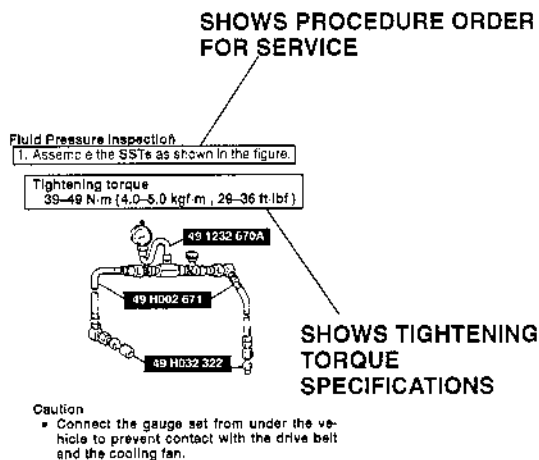 SHOWS PROCEDURE ORDER
FOR SERVICE
Fluid Pressure Inspection
1. Assemble the SSTs as shown in the figure.
Tightening torque
39–49 N·m {4.0–5.0 kgf·m , 29–36 ft·lbf}
49 1232 670A
49 H002 671
49 H032 322
SHOWS TIGHTENING
TORQUE
SPECIFICATIONS
Caution
• Connect the gauge set from under the ve-
hicle to prevent contact with the drive belt
and the cooling fan.